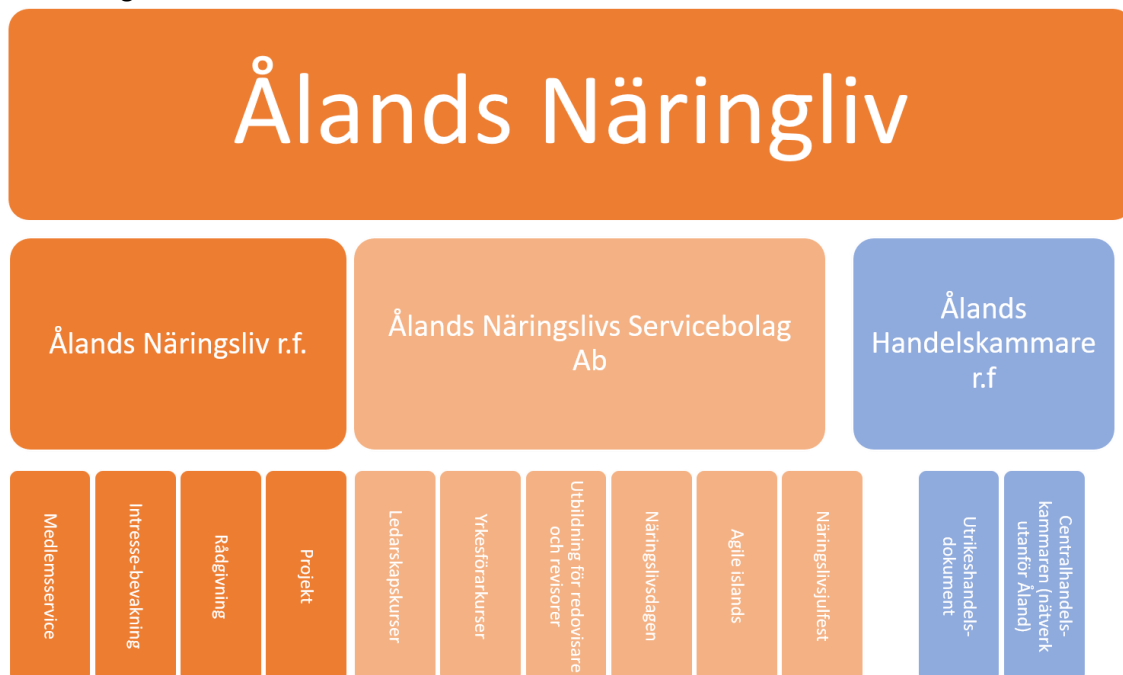 Ålands Näringliv
Ålands Näringsliv r.f.
Ålands Näringslivs Servicebolag
Ab
Ålands
Handelskammare
r.f
Medlemsservice
Intresse-bevakning
Rådgivning
Projekt
Ledarskapskurser
Yrkesförarkurser
Utbildning för redovisare
och revisorer
Näringslivsdagen
Agile islands
Näringslivsjulfest
Utrikeshandels-
dokument
Centralhandels-
kammaren (nätverk
utanför Åland)